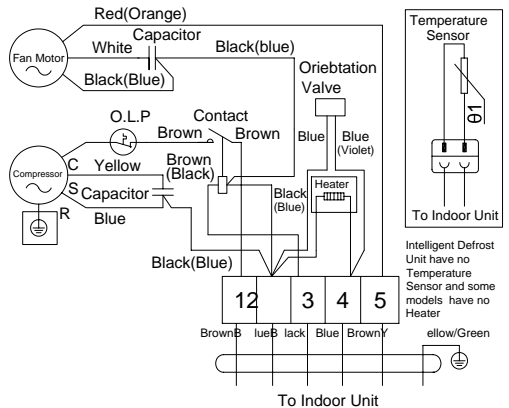 Red(Orange)
Capacitor
White
Black(blue)
Fan Motor
Black(Blue)
Oriebtation
Valve
Temperature
Sensor
θ1
To Indoor Unit
O.L.P
Contact
Brown
Brown
Blue
Blue
(Violet)
C
Yellow
Brown
(Black)
Compressor
S
Capacitor
Black
(Blue)
Heater
R
Blue
Black(Blue)
Intelligent Defrost
Unit have no
Temperature
Sensor and some
models have no
Heater
12 3 4 5
BrownB lueB lack Blue BrownY ellow/Green
To Indoor Unit